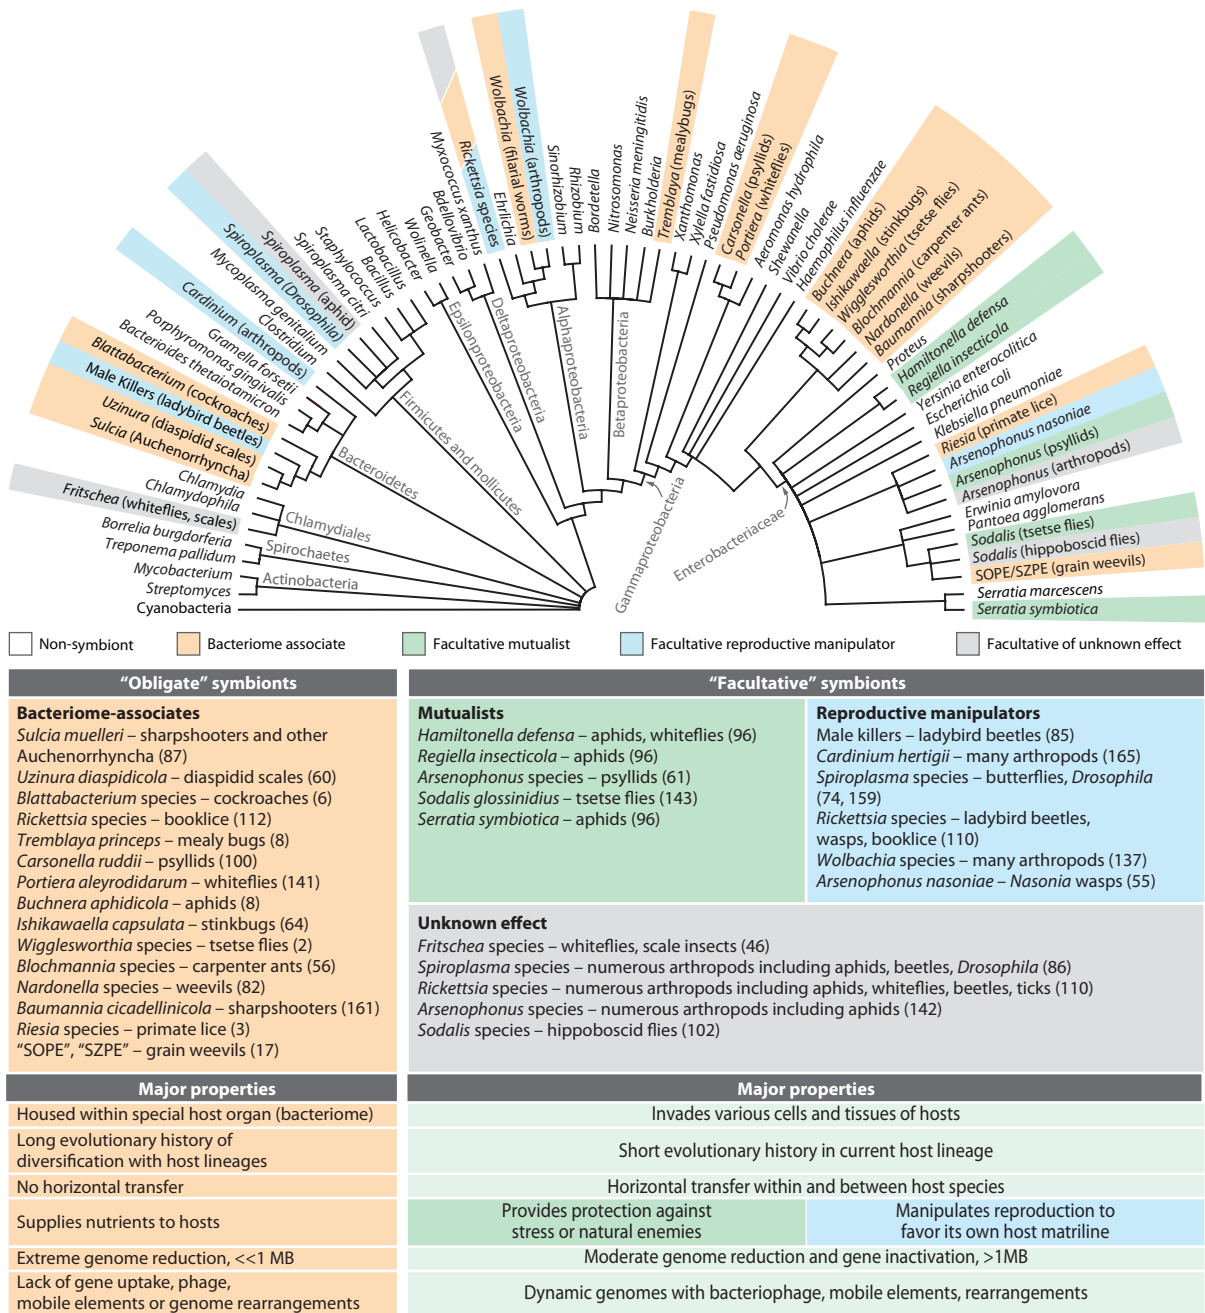 Cyanobacteria
Streptomyces
Mycobacterium
Treponema pallidum
Borrelia burgdorferia
Fritschea (whiteflies, scales)
Chlamydophila
Chlamydia
Sulcia (Auchenorrhyncha)
Uzinura (diaspidid scales)
Male Killers (ladybird beetles)
Blattabacterium (cockroaches)
Bacteroides thetaiotamicron
Porphyromonas gingivalis
Gramella forsetii
Cardinium (arthropods)
Clostridium
Mycoplasma genitalium
Spiroplasma (Drosophila)
Spiroplasma (aphid)
Spiroplasma citri
Staphylococcus
Bacillus
Lactobacillus
Helicobacter
Wolinella
Geobacter
Bdellovibrio
Myxococcus xanthus
Rickettsia species
Ehrlichia
Wolbachia (filarial worms)
Wolbachia (arthropods)
Sinorhizobium
Rhizobium
Bordetella
Nitrosomonas
Neisseria meningitidis
Burkholderia
Tremblaya (mealybugs)
Xanthomonas
Xylella fastidiosa
Pseudomonas aeruginosa
Carsonella (psyllids)
Portiera (whiteflies)
Aeromonas hydrophila
Shewanella
Vibrio cholerae
Haemophilus influenzae
Buchnera (aphids)
Ishikawaella (stinkbugs)
Wigglesworthia (tsetse flies)
Blochmannia (carpenter ants)
Nardonella (weevils)
Baumannia (sharpshooters)
Proteus
Hamiltonella defensa
Regiella insecticola
Yersinia enterocolitica
Escherichia coli
Klebsiella pneumoniae
Riesia (primate lice)
Arsenophonus nasoniae
Arsenophonus (psyllids)
Arsenophonus (arthropods)
Erwinia amylovora
Pantoea agglomerans
Sodalis (tsetse flies)
Sodalis (hippoboscid flies)
SOPE/SZPE (grain weevils)
Serratia marcescens
Serratia symbiotica
Actinobacteria
Spirochaetes
Chlamydiales
Bacteroidetes
Firmicutes and mollicutes
Epsilonproteobacteria
Deltaproteobacteria
Alphaproteobacteria
Betaproteobacteria
Gammaproteobacteria
Enterobacteriaceae
Non-symbiont
Bacteriome associate
Facultative mutualist
Facultative reproductive manipulator
Facultative of unknown effect
“Obligate” symbionts
Bacteriome-associates
Sulcia muelleri – sharpshooters and other
Auchenorrhyncha (87)
Uzinura diaspidicola – diaspidid scales (60)
Blattabacterium species – cockroaches (6)
Rickettsia species – booklice (112)
Tremblaya princeps – mealy bugs (8)
Carsonella ruddii – psyllids (100)
Portiera aleyrodidarum – whiteflies (141)
Buchnera aphidicola – aphids (8)
Ishikawaella capsulata – stinkbugs (64)
Wigglesworthia species – tsetse flies (2)
Blochmannia species – carpenter ants (56)
Nardonella species – weevils (82)
Baumannia cicadellinicola – sharpshooters (161)
Riesia species – primate lice (3)
“SOPE”, “SZPE” – grain weevils (17)
“Facultative” symbionts
Mutualists
Hamiltonella defensa – aphids, whiteflies (96)
Regiella insecticola – aphids (96)
Arsenophonus species – psyllids (61)
Sodalis glossinidius – tsetse flies (143)
Serratia symbiotica – aphids (96)
Reproductive manipulators
Male killers – ladybird beetles (85)
Cardinium hertigii – many arthropods (165)
Spiroplasma species – butterflies, Drosophila
(74, 159)
Rickettsia species – ladybird beetles,
wasps, booklice (110)
Wolbachia species – many arthropods (137)
Arsenophonus nasoniae – Nasonia wasps (55)
Unknown effect
Fritschea species – whiteflies, scale insects (46)
Spiroplasma species – numerous arthropods including aphids, beetles, Drosophila (86)
Rickettsia species – numerous arthropods including aphids, whiteflies, beetles, ticks (110)
Arsenophonus species – numerous arthropods including aphids (142)
Sodalis species – hippoboscid flies (102)
Major properties
Housed within special host organ (bacteriome)
Long evolutionary history of
diversification with host lineages
No horizontal transfer
Supplies nutrients to hosts
Extreme genome reduction, <<1 MB
Lack of gene uptake, phage,
mobile elements or genome rearrangements
Major properties
Invades various cells and tissues of hosts
Short evolutionary history in current host lineage
Horizontal transfer within and between host species
Provides protection against
stress or natural enemies
Manipulates reproduction to
favor its own host matriline
Moderate genome reduction and gene inactivation, >1MB
Dynamic genomes with bacteriophage, mobile elements, rearrangements